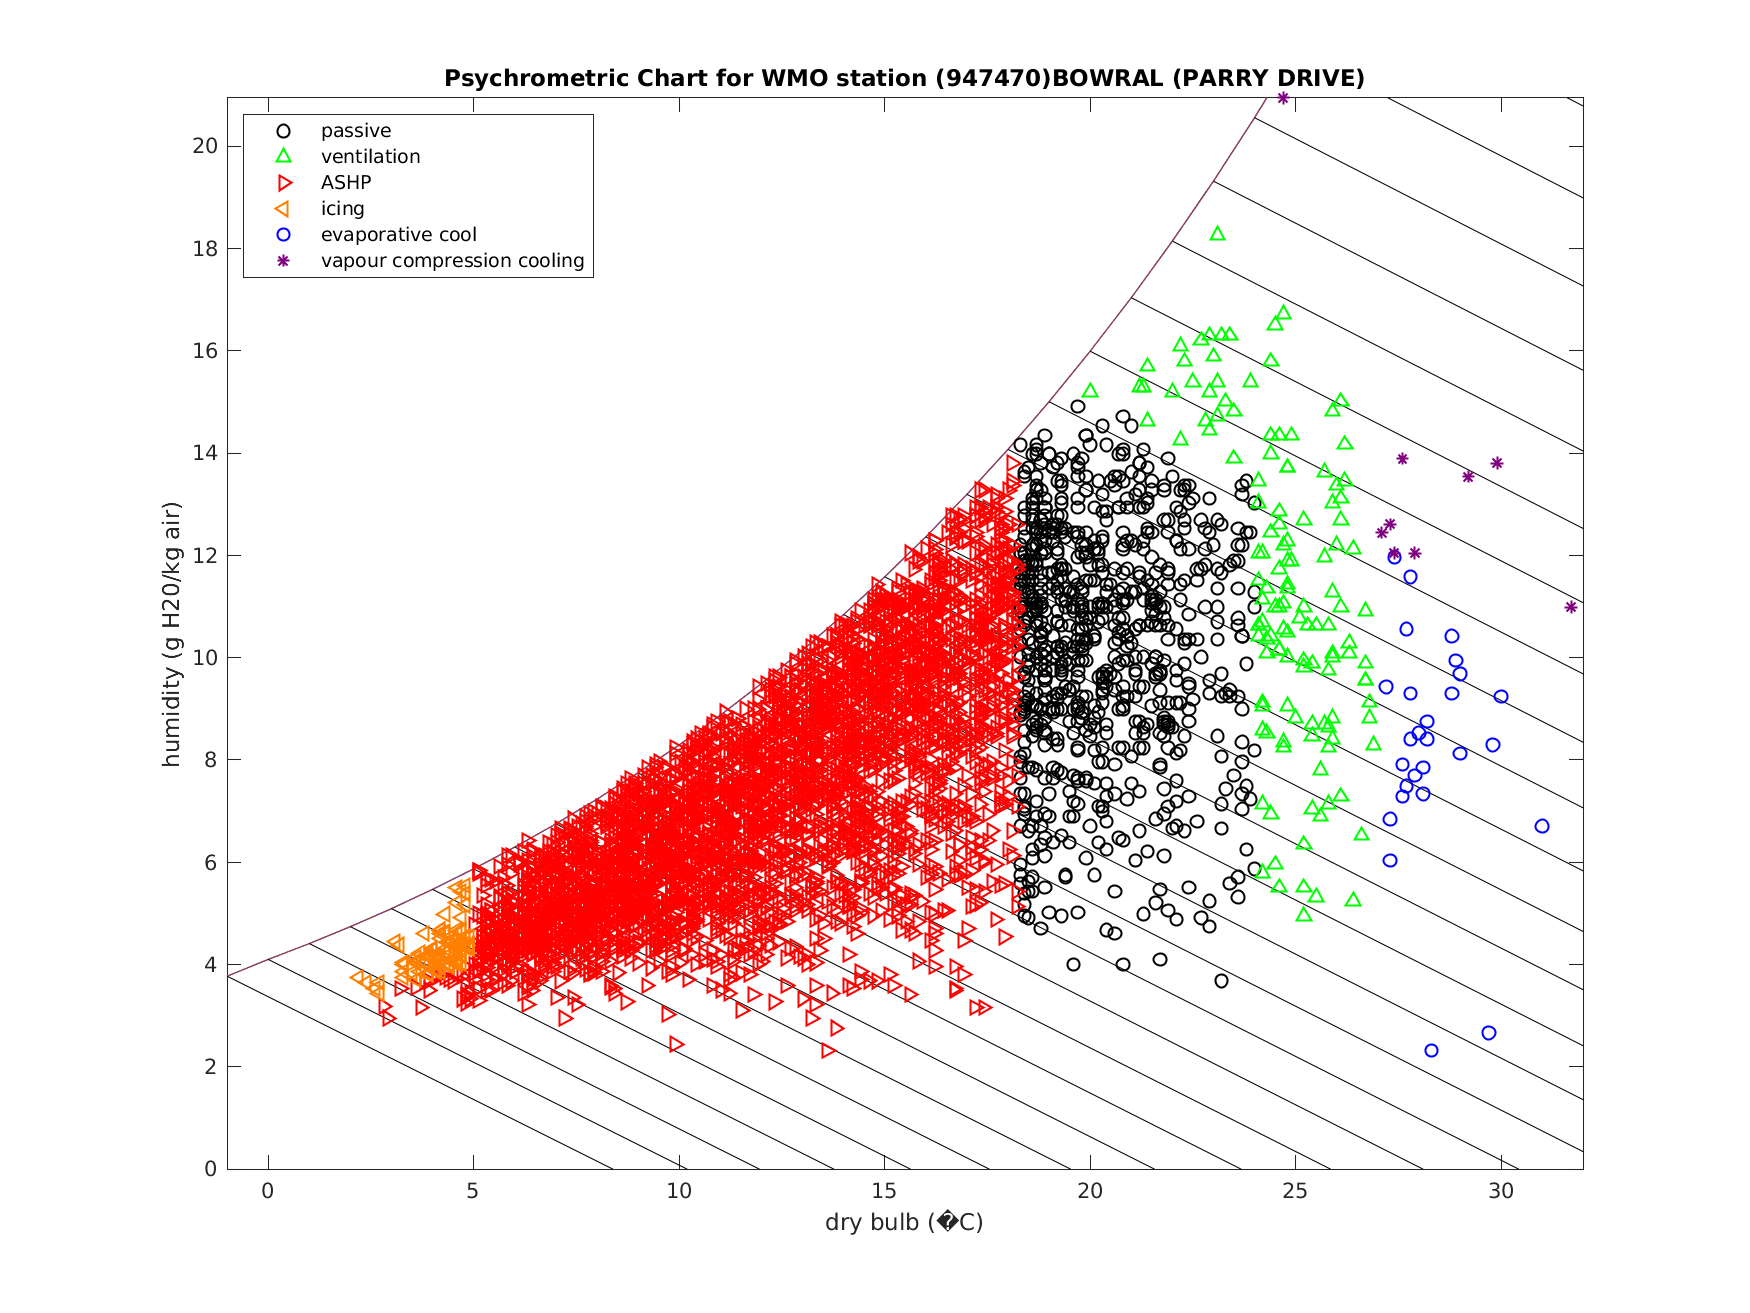 Psychrometric Chart for WMO station (947470)BOWRAL (PARRY DRIVE)
passive
ventilation
ASHP
icing
evaporative cool
vapour compression cooling
humidity (g H20/kg air)
20
18
16
14
12
10
8
6
4
2
0
0 5 10 15 20 25 30
dry bulb (�C)